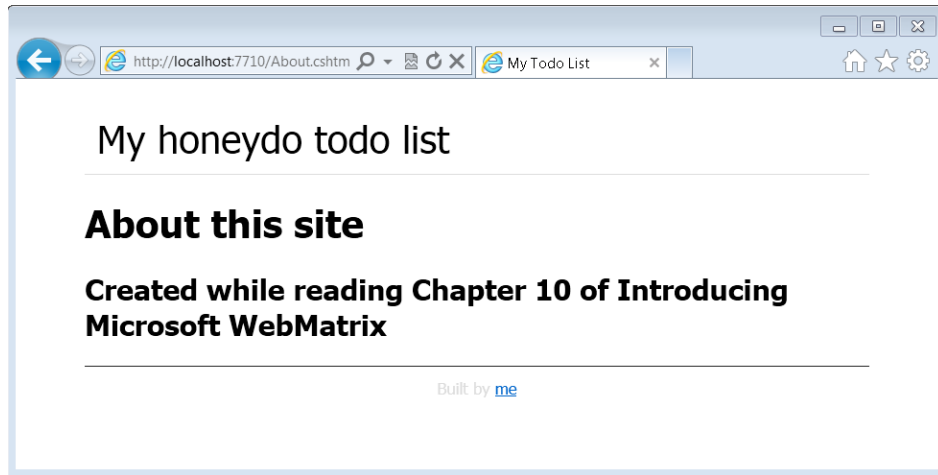 http://localhost:7710/About.cshtm
My Todo List
My honeydo todo list
About this site
Created while reading Chapter 10 of Introducing
Microsoft WebMatrix
Built by me